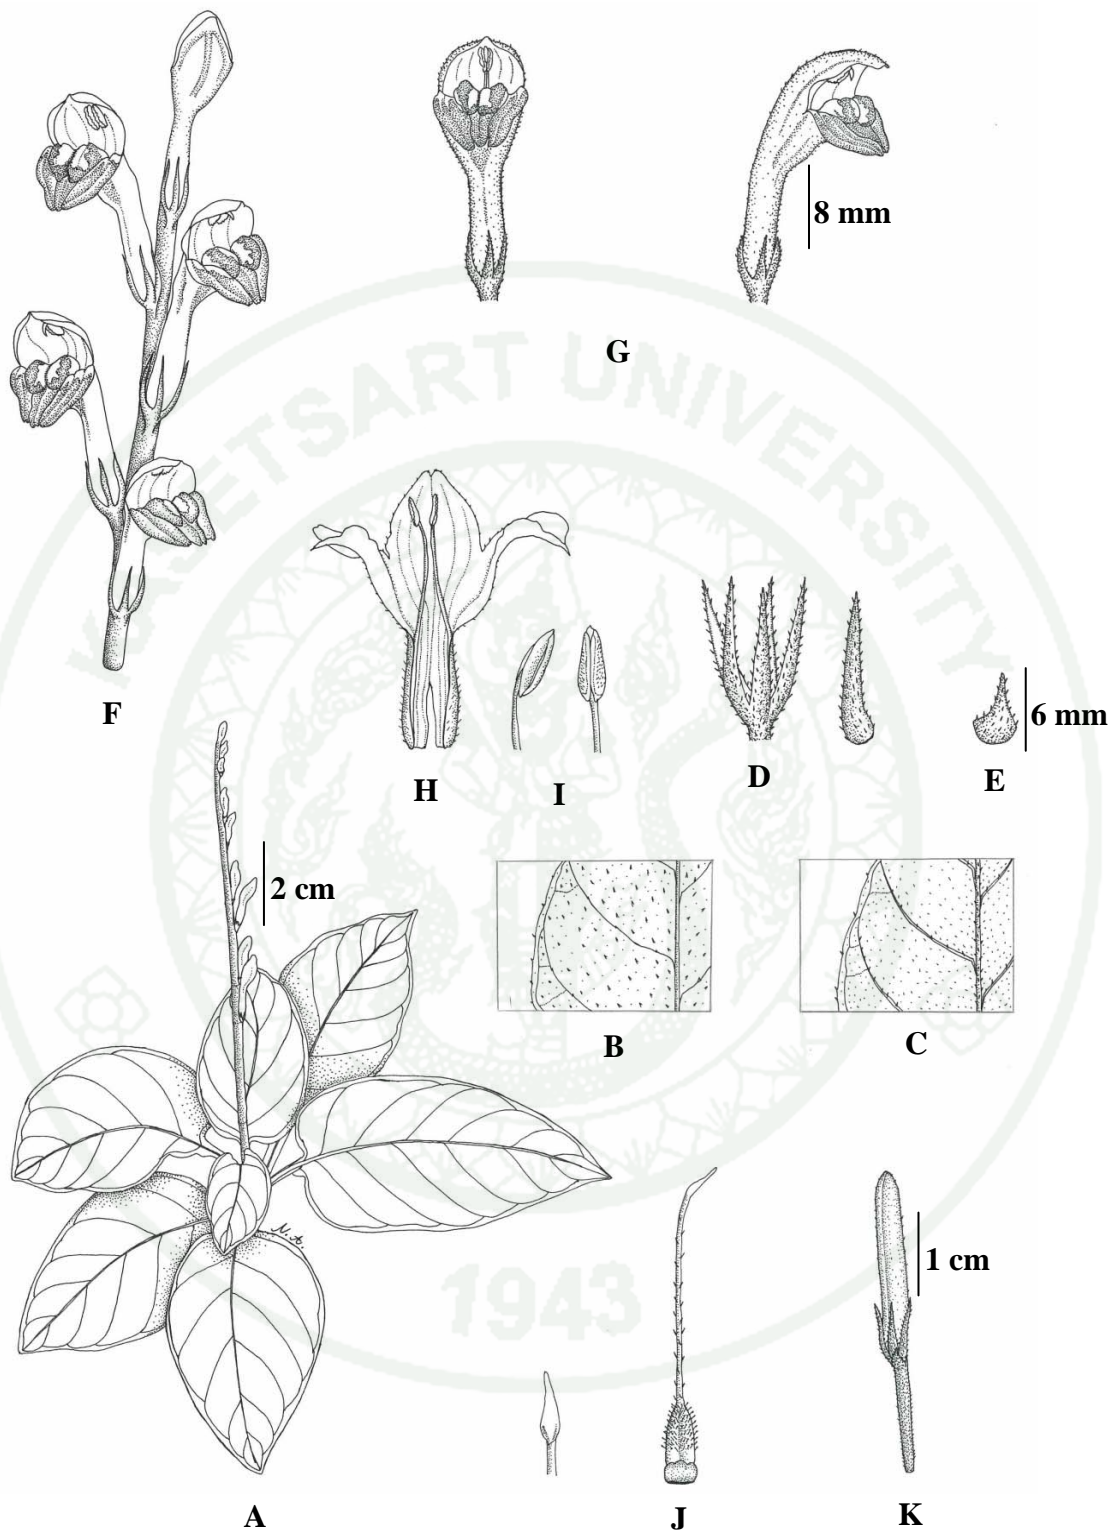 8 mm
G
KASETSART UNIVERSITY
F
H
I
D
6 mm
E
2 cm
B
C
N.A.
1943
1 cm
A
J
K